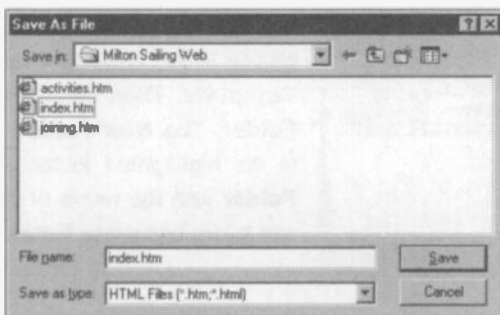 Save As File
Save in: Milton Sailing Web
activities.htm
index.htm
joining.htm
File name: index.htm Save
Save as type: HTML Files (*.htm;*.html) Cancel